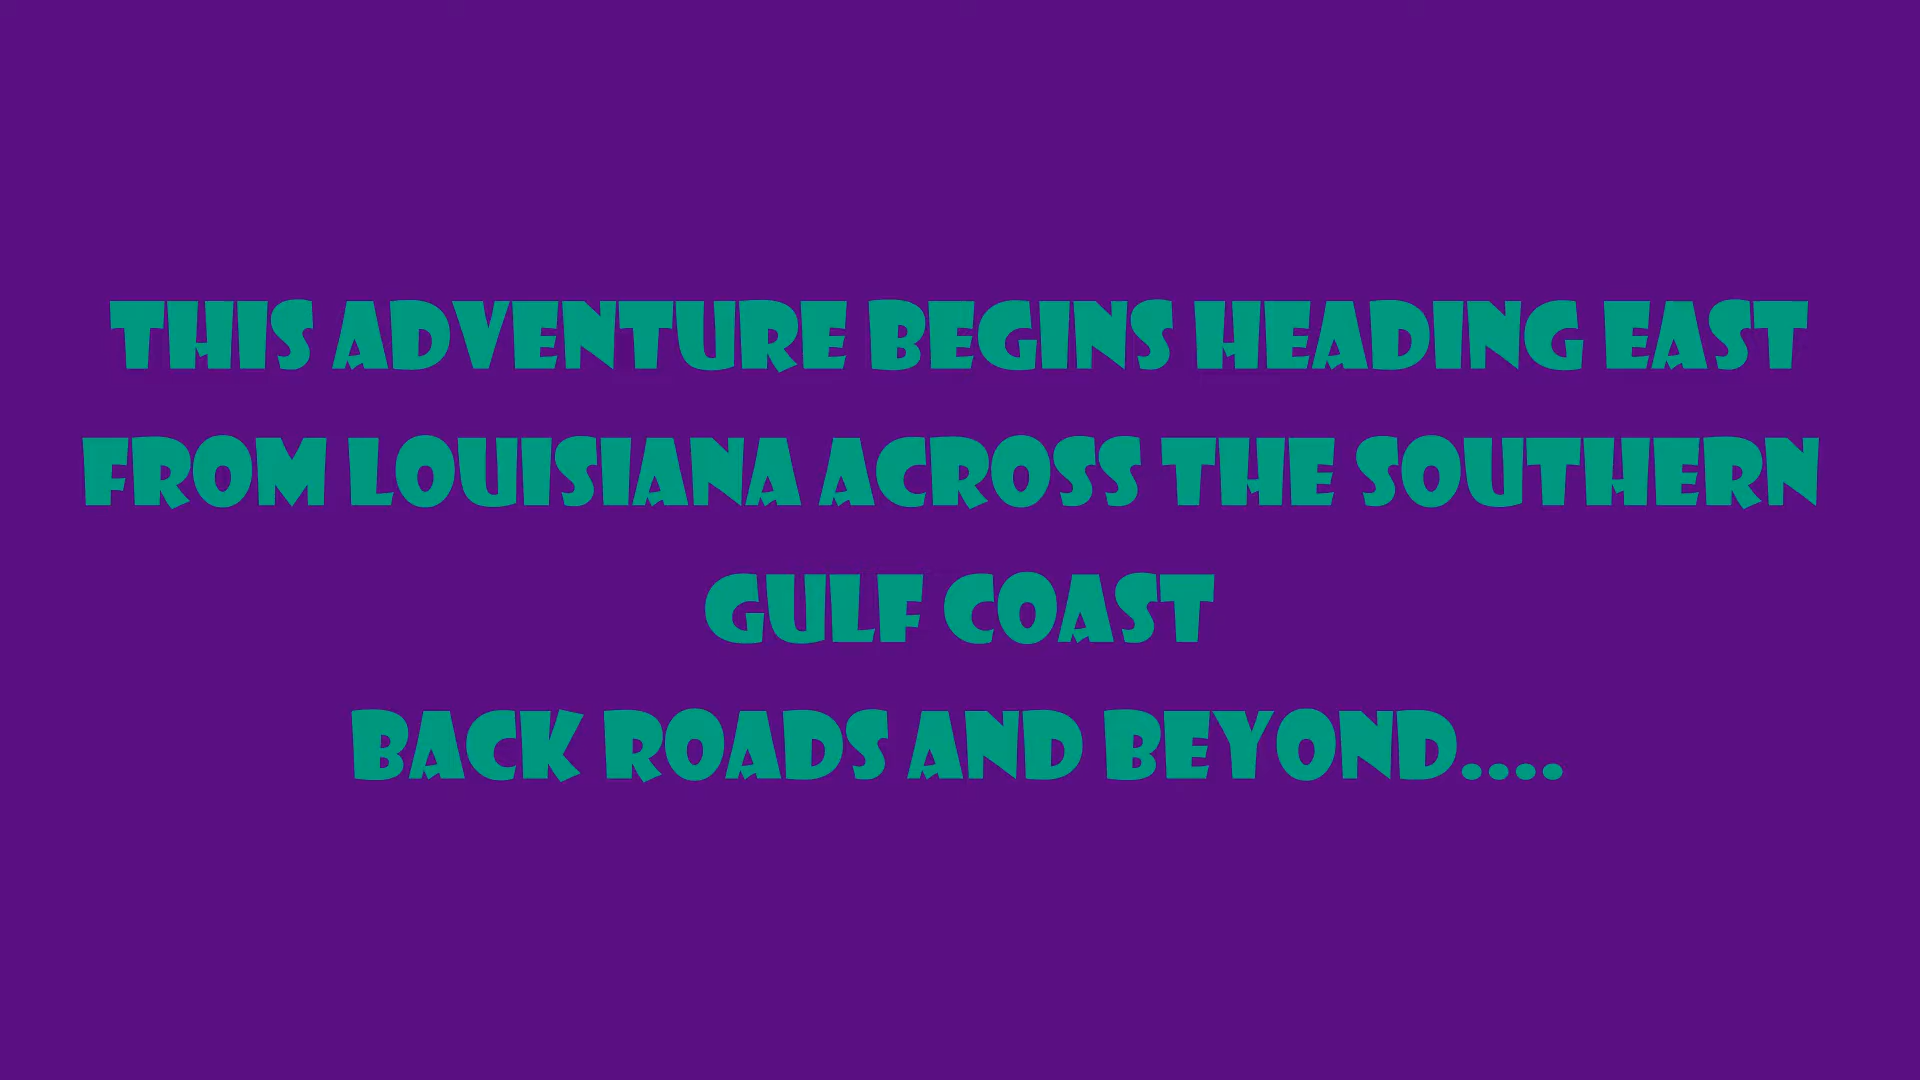 THIS ADVENTURE BEGINS HEADING EAST
FROM LOUISIANA ACROSS THE SOUTHERN
GULF COAST
BACK ROADS AND BEYOND....